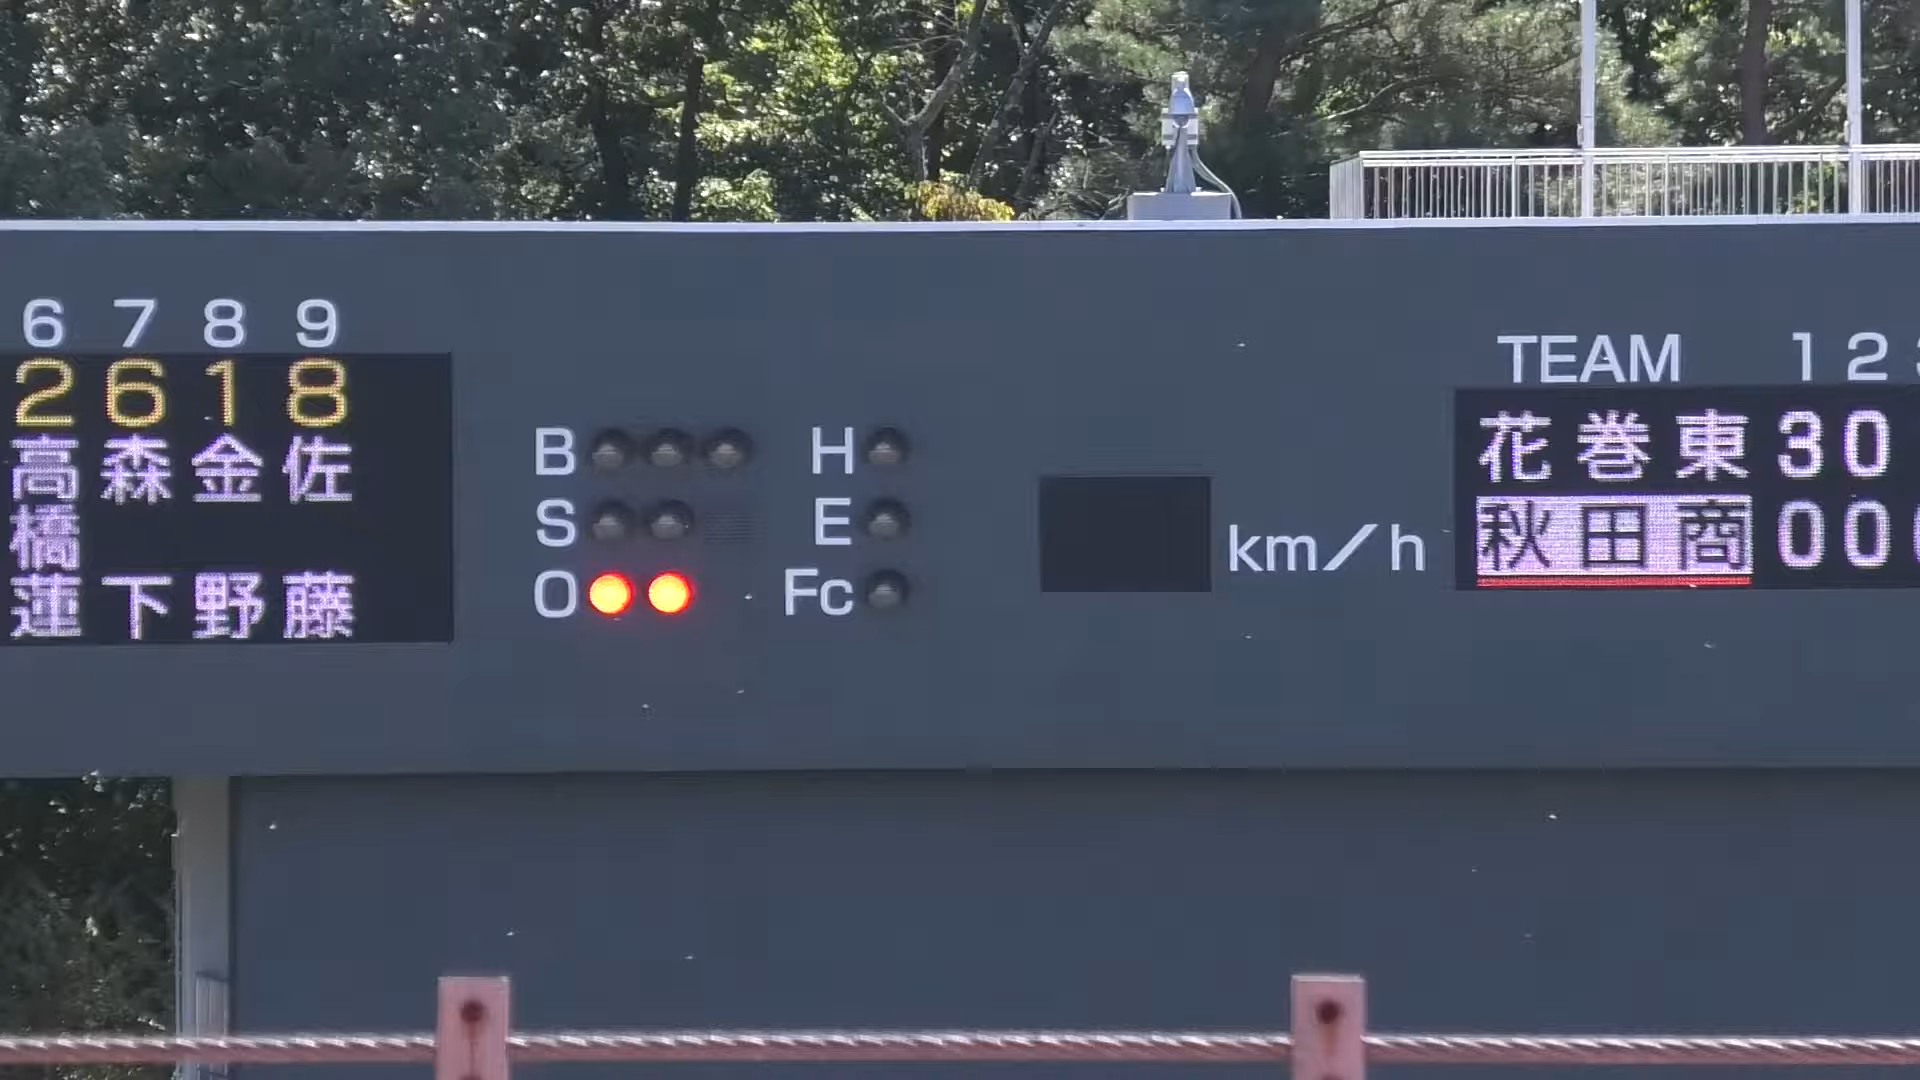 6 7 8 9
2 6 1 8
高橋蓮
森下
金野
佐藤
B H
S E
O Fc
km/h
TEAM 1 2
花巻東 3 0
秋田商 0 0